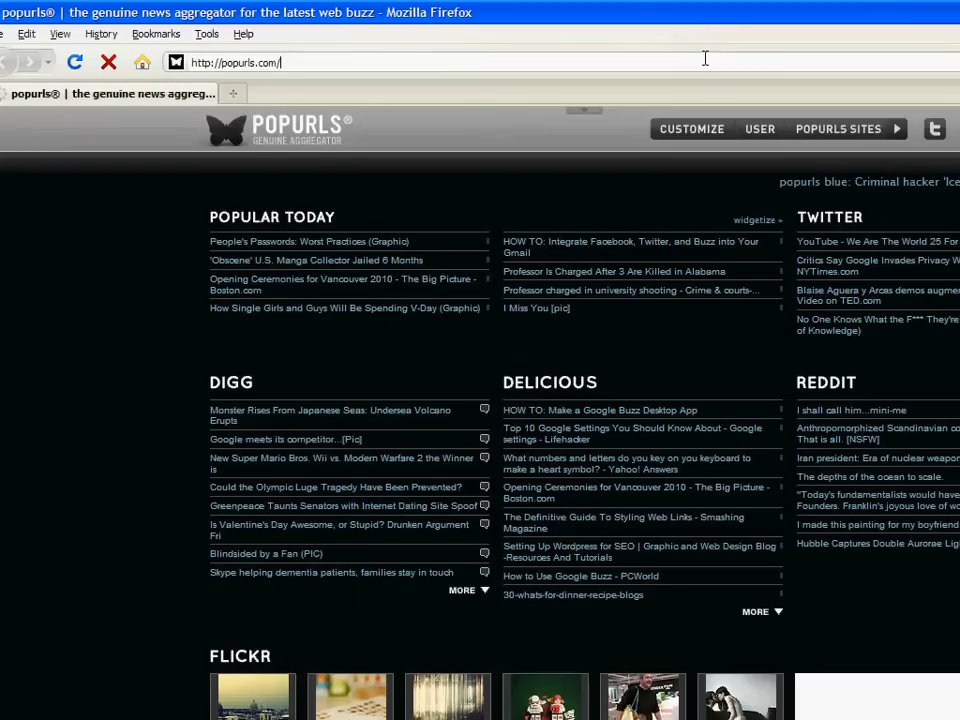 popurls® | the genuine news aggregator for the latest web buzz - Mozilla Firefox
Edit View History Bookmarks Tools Help
http://popurls.com/
popurls® | the genuine news aggreg...
POPURLS®
GENUINE AGGREGATOR
CUSTOMIZE USER POPURLS SITES
popurls blue: Criminal hacker 'Ice
POPULAR TODAY
widgetize »
People's Passwords: Worst Practices (Graphic)
'Obscene' U.S. Manga Collector Jailed 6 Months
Opening Ceremonies for Vancouver 2010 - The Big Picture -
Boston.com
How Single Girls and Guys Will Be Spending V-Day (Graphic)
HOW TO: Integrate Facebook, Twitter, and Buzz into Your
Gmail
Professor Is Charged After 3 Are Killed in Alabama
Professor charged in university shooting - Crime & courts-...
I Miss You [pic]
TWITTER
YouTube - We Are The World 25 For
Critics Say Google Invades Privacy W
NYTimes.com
Blaise Aguera y Arcas demos augme
Video on TED.com
No One Knows What the F*** They're
of Knowledge)
DIGG
Monster Rises From Japanese Seas: Undersea Volcano
Erupts
Google meets its competitor...[Pic]
New Super Mario Bros. Wii vs. Modern Warfare 2 the Winner
is
Could the Olympic Luge Tragedy Have Been Prevented?
Greenpeace Taunts Senators with Internet Dating Site Spoof
Is Valentine's Day Awesome, or Stupid? Drunken Argument
Fri
Blindsided by a Fan (PIC)
Skype helping dementia patients, families stay in touch
MORE
DELICIOUS
HOW TO: Make a Google Buzz Desktop App
Top 10 Google Settings You Should Know About - Google
settings - Lifehacker
What numbers and letters do you key on you keyboard to
make a heart symbol? - Yahoo! Answers
Opening Ceremonies for Vancouver 2010 - The Big Picture -
Boston.com
The Definitive Guide To Styling Web Links - Smashing
Magazine
Setting Up Wordpress for SEO | Graphic and Web Design Blog
-Resources And Tutorials
How to Use Google Buzz - PCWorld
30-whats-for-dinner-recipe-blogs
MORE
REDDIT
I shall call him...mini-me
Anthropomorphized Scandinavian co
That is all. [NSFW]
Iran president: Era of nuclear weapon
The depths of the ocean to scale.
"Today's fundamentalists would have
Founders. Franklin's joyous love of wo
I made this painting for my boyfriend
Hubble Captures Double Aurorae Lig
FLICKR